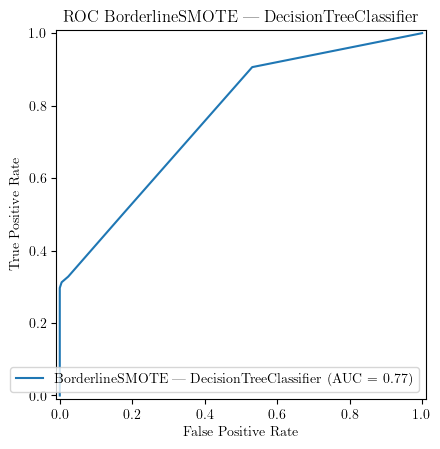 ROC BorderlineSMOTE — DecisionTreeClassifier
1.0
0.8
0.6
0.4
0.2
0.0
True Positive Rate
BorderlineSMOTE — DecisionTreeClassifier (AUC = 0.77)
0.0 0.2 0.4 0.6 0.8 1.0
False Positive Rate